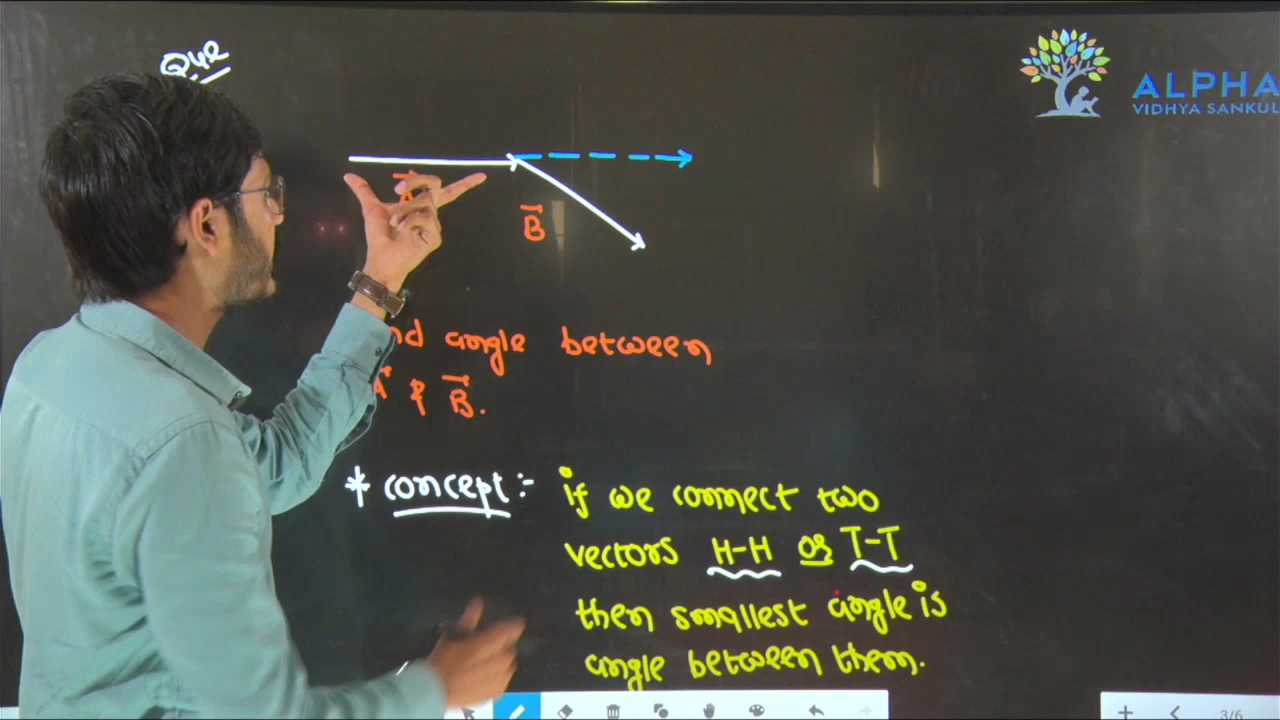 Que
ALPHA
VIDHYA SANKUL
A
B
nd angle between
A & B.
* concept:- if we connect two
vectors H-H or T-T
then smallest angle is
angle between them.
3/6